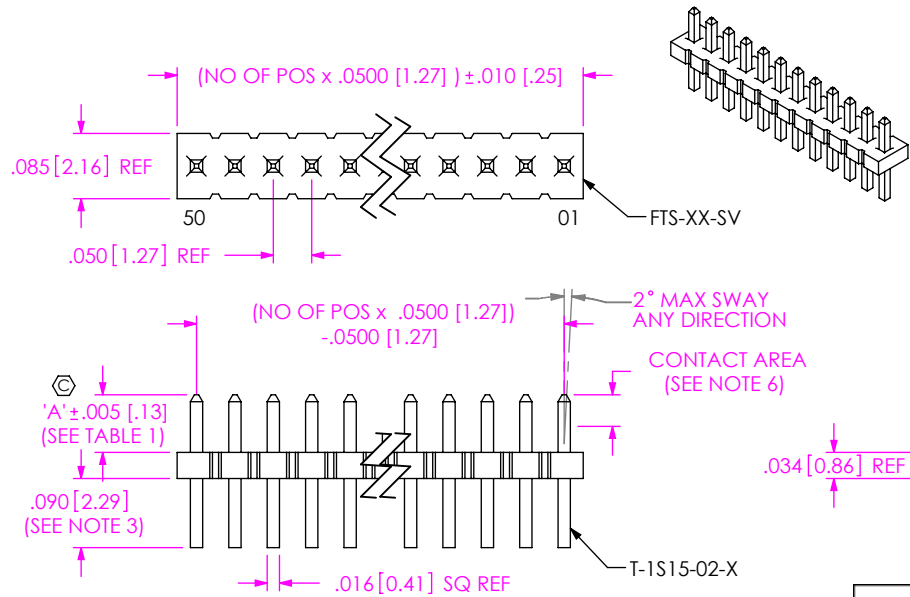 (NO OF POS x .0500 [1.27] ) ±.010 [.25]
.085 [2.16] REF
50
01
FTS-XX-SV
.050 [1.27] REF
(NO OF POS x .0500 [1.27])
-.0500 [1.27]
2° MAX SWAY
ANY DIRECTION
CONTACT AREA
(SEE NOTE 6)
C
'A' ±.005 [.13]
(SEE TABLE 1)
.034 [0.86] REF
.090 [2.29]
(SEE NOTE 3)
.016 [0.41] SQ REF
T-1S15-02-X